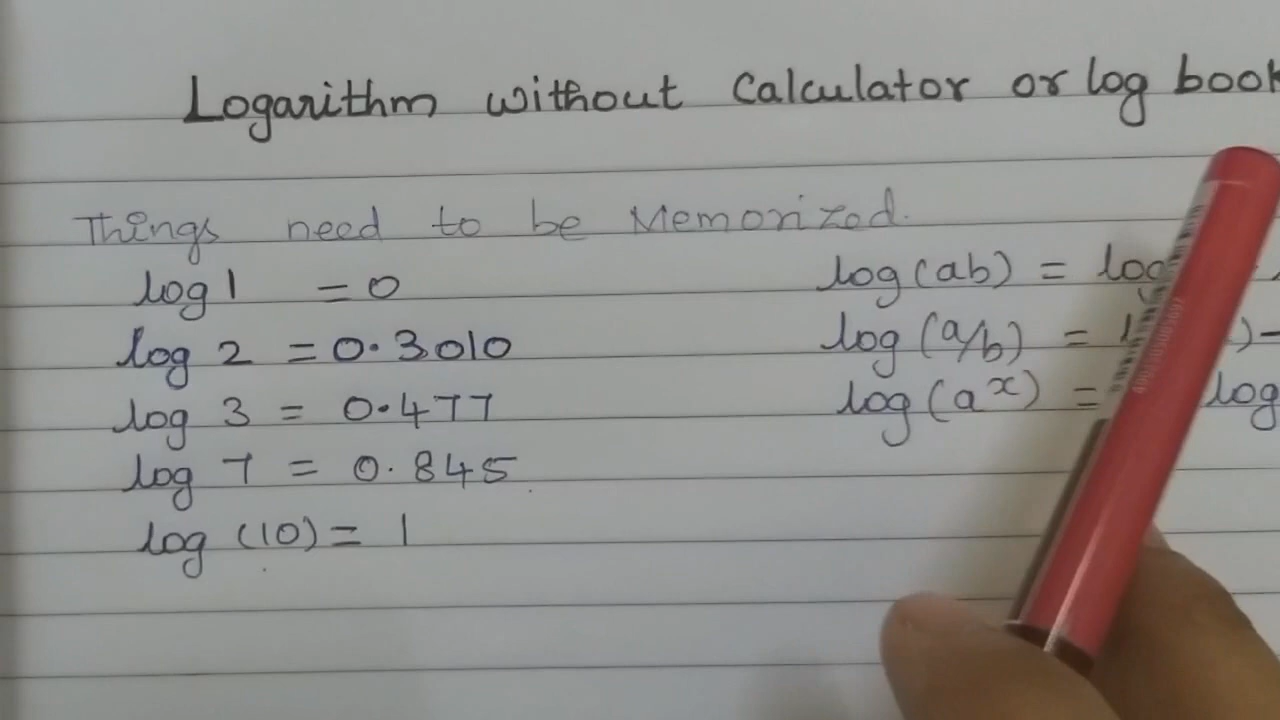 Logarithm without Calculator or log book
Things need to be Memorized.
log 1 = 0
log 2 = 0.3010
log 3 = 0.477
log 7 = 0.845
log (10) = 1
log(ab) = log
log(a/b) = ) -
log(aˣ) = log